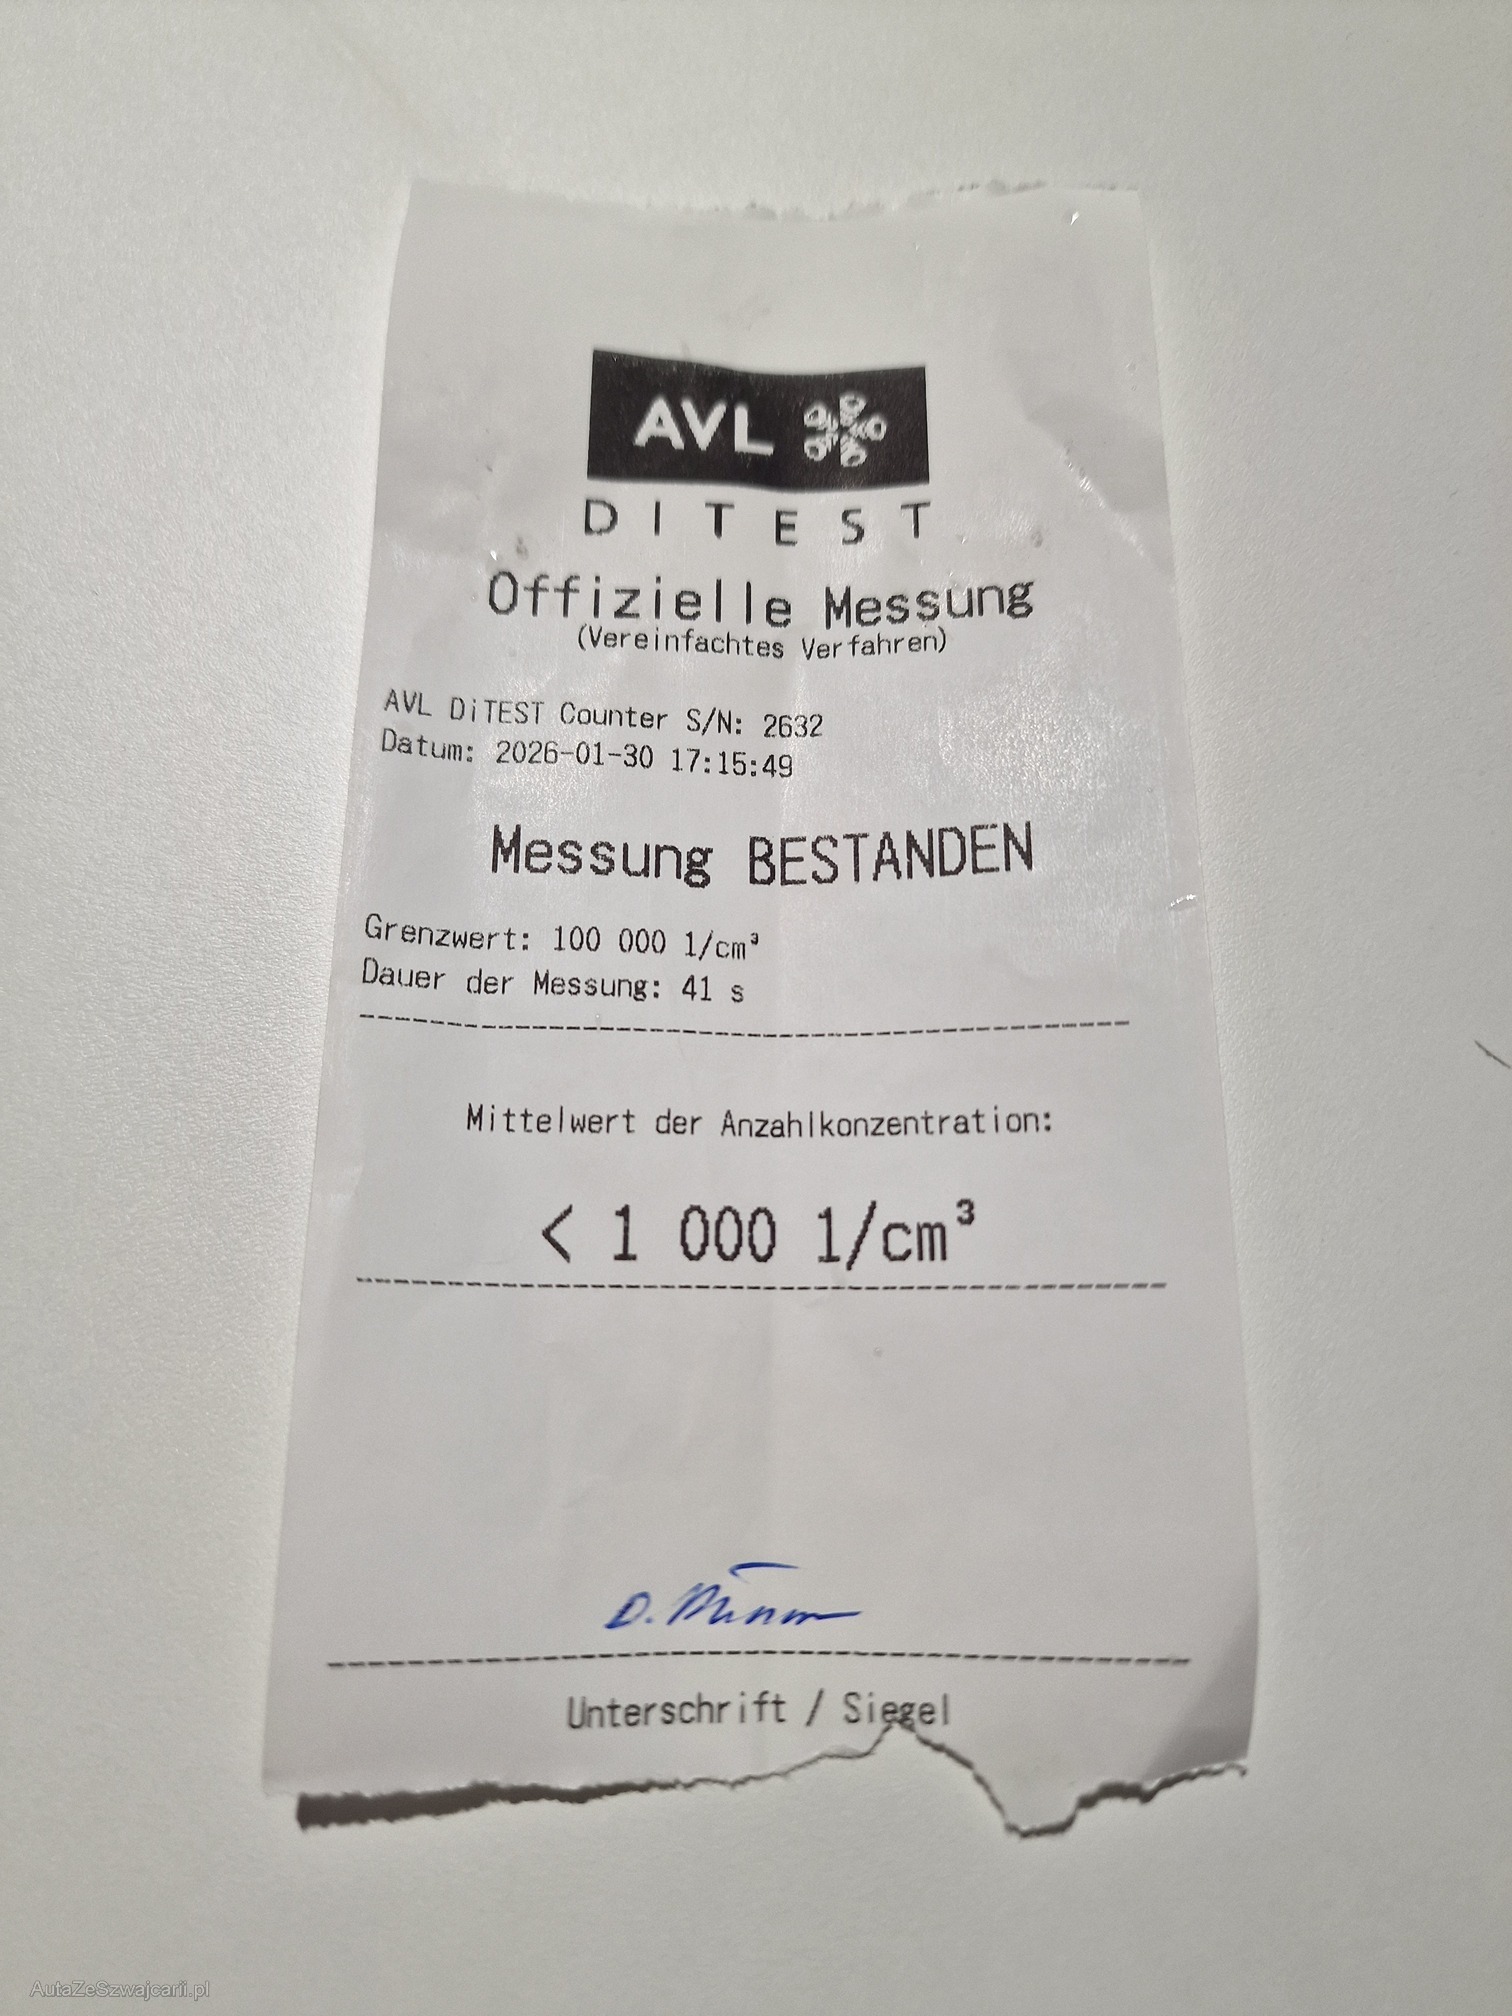 AVL
DITEST
Offizielle Messung
(Vereinfachtes Verfahren)
AVL DiTEST Counter S/N: 2632
Datum: 2026-01-30 17:15:49
Messung BESTANDEN
Grenzwert: 100 000 1/cm³
Dauer der Messung: 41 s
Mittelwert der Anzahlkonzentration:
< 1 000 1/cm³
D.
Unterschrift / Siegel
AutaZeSzwajcarii.pl